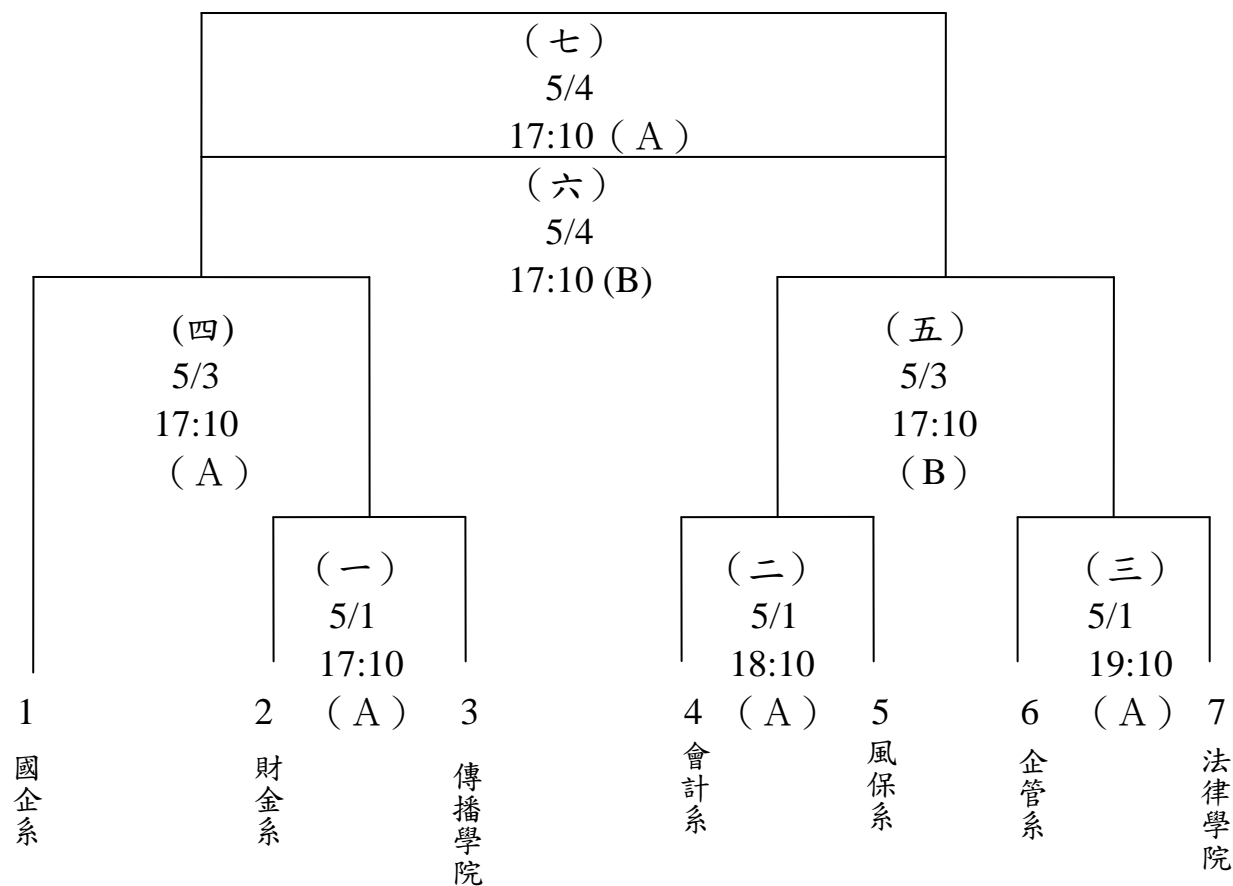 （七）
5/4
17:10（A）
（六）
5/4
17:10 (B)
(四)
5/3
17:10
（A）
（五）
5/3
17:10
（B）
（一）
5/1
17:10
（A）
（二）
5/1
18:10
（A）
（三）
5/1
19:10
（A）
1
2
3
4
5
6
7
國企系
財金系
傳播學院
會計系
風保系
企管系
法律學院